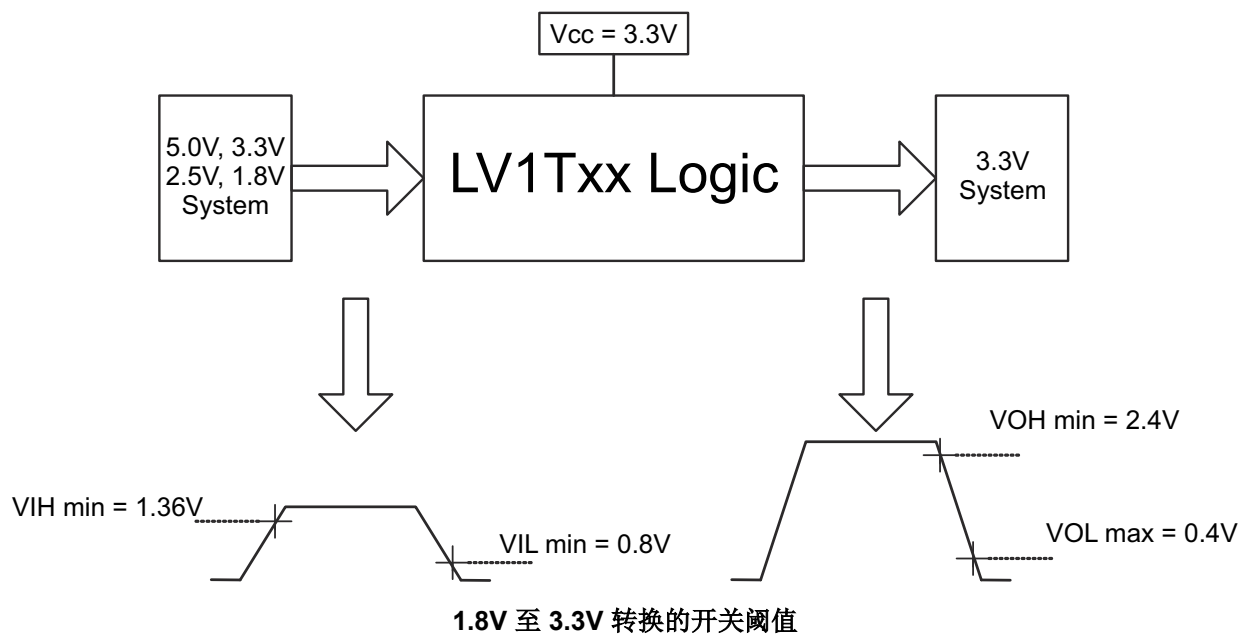 Vcc = 3.3V
5.0V, 3.3V
2.5V, 1.8V
System
LV1Txx Logic
3.3V
System
VIH min = 1.36V
VIL min = 0.8V
VOH min = 2.4V
VOL max = 0.4V
1.8V 至 3.3V 转换的开关阈值